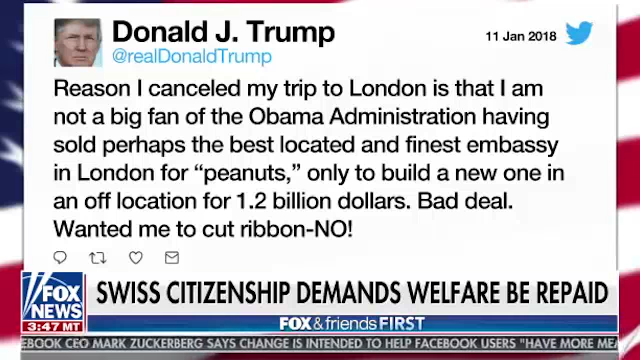 Donald J. Trump
@realDonaldTrump
11 Jan 2018
Reason I canceled my trip to London is that I am
not a big fan of the Obama Administration having
sold perhaps the best located and finest embassy
in London for “peanuts,” only to build a new one in
an off location for 1.2 billion dollars. Bad deal.
Wanted me to cut ribbon-NO!
FOX
NEWS
3:47 MT
SWISS CITIZENSHIP DEMANDS WELFARE BE REPAID
FOX&friendsFIRST
EBOOK CEO MARK ZUCKERBERG SAYS CHANGE IS INTENDED TO HELP FACEBOOK USERS "HAVE MORE MEA